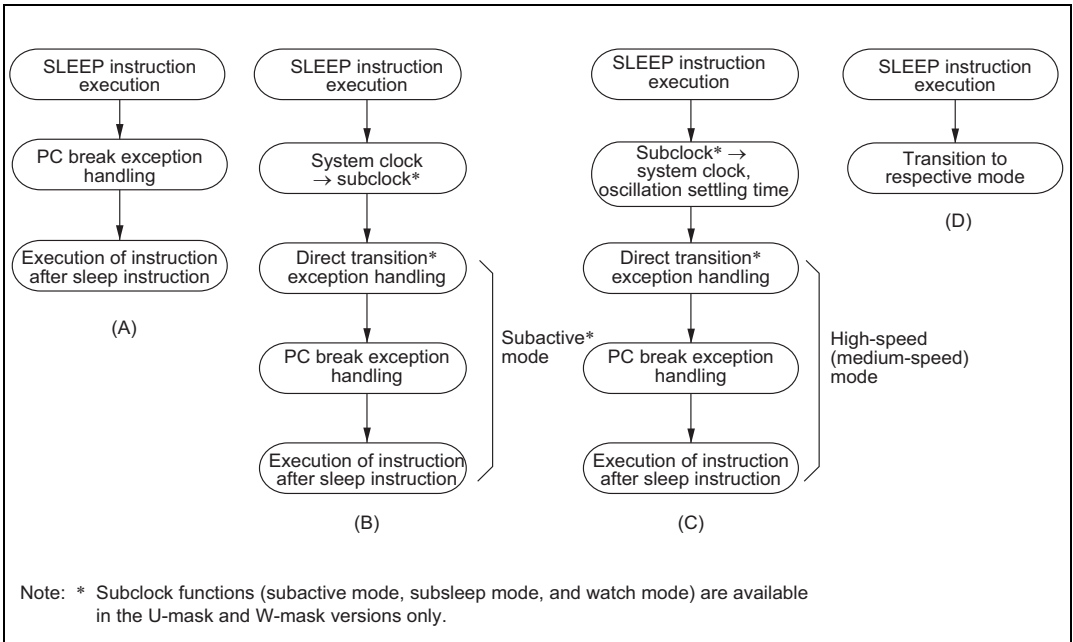 SLEEP instruction
execution
PC break exception
handling
Execution of instruction
after sleep instruction
(A)
SLEEP instruction
execution
System clock
→ subclock*
Direct transition*
exception handling
PC break exception
handling
Execution of instruction
after sleep instruction
Subactive*
mode
(B)
SLEEP instruction
execution
Subclock* →
system clock,
oscillation settling time
Direct transition*
exception handling
PC break exception
handling
Execution of instruction
after sleep instruction
High-speed
(medium-speed)
mode
(C)
SLEEP instruction
execution
Transition to
respective mode
(D)
Note: * Subclock functions (subactive mode, subsleep mode, and watch mode) are available
in the U-mask and W-mask versions only.